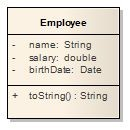 Employee
- name: String
- salary: double
- birthDate: Date
+ toString() : String